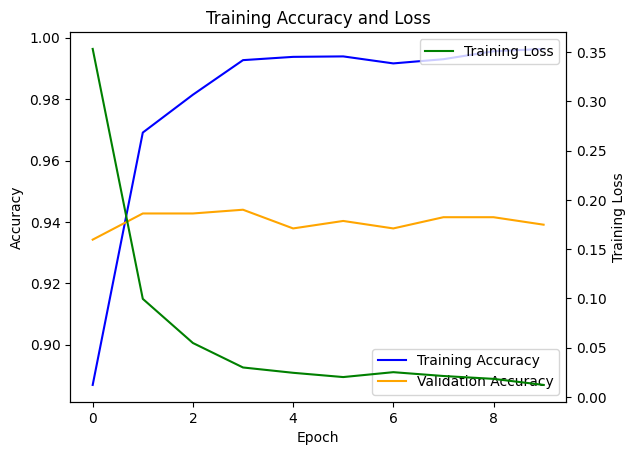 Training Accuracy and Loss
Training Loss
Accuracy
1.00
0.98
0.96
0.94
0.92
0.90
0.35
0.30
0.25
0.20
0.15
0.10
0.05
0.00
Training Loss
Training Accuracy
Validation Accuracy
0
2
4
6
8
Epoch